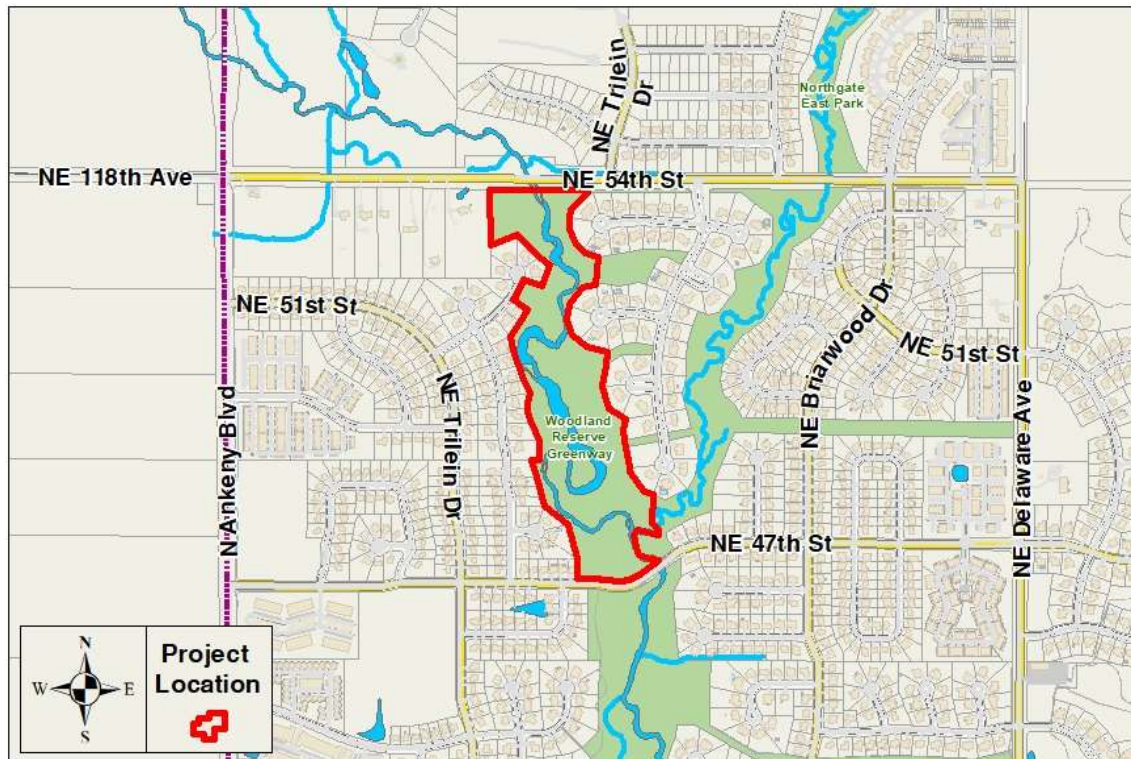 Northgate
East Park
NE Trilein
Dr
NE 118th Ave
NE 54th St
NE 51st St
NE Briarwood Dr
NE 51st St
N Ankeny Blvd
NE Trilein Dr
Woodland
Reserve
Greenway
NE Delaware Ave
NE 47th St
N
W
E
S
Project
Location